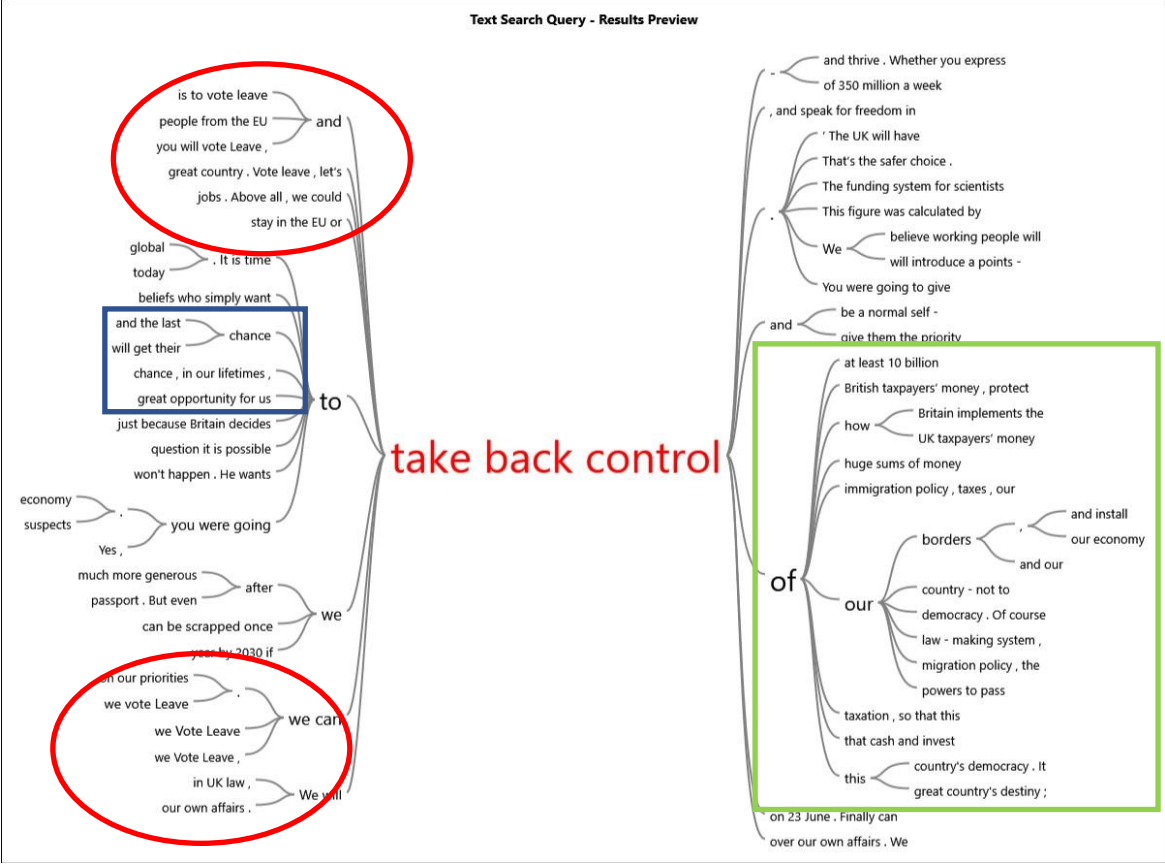 Text Search Query - Results Preview
is to vote leave
people from the EU
you will vote Leave ,
and
great country . Vote leave , let's
jobs . Above all , we could
stay in the EU or
global
today
. It is time
beliefs who simply want
and the last
will get their
chance
chance , in our lifetimes ,
great opportunity for us
to
just because Britain decides
question it is possible
won't happen . He wants
economy
suspects
.
Yes ,
you were going
much more generous
passport . But even
after
can be scrapped once
year by 2030 if
we
on our priorities
we vote Leave
.
we Vote Leave
we Vote Leave ,
we can
in UK law ,
our own affairs .
We will
take back control
-
and thrive . Whether you express
of 350 million a week
, and speak for freedom in
.
' The UK will have
That's the safer choice .
The funding system for scientists
This figure was calculated by
We
believe working people will
will introduce a points -
You were going to give
and
be a normal self -
give them the priority
of
at least 10 billion
British taxpayers' money , protect
how
Britain implements the
UK taxpayers' money
huge sums of money
immigration policy , taxes , our
our
borders
,
and install
our economy
and our
country - not to
democracy . Of course
law - making system ,
migration policy , the
powers to pass
taxation , so that this
that cash and invest
this
country's democracy . It
great country's destiny ;
on 23 June . Finally can
over our own affairs . We